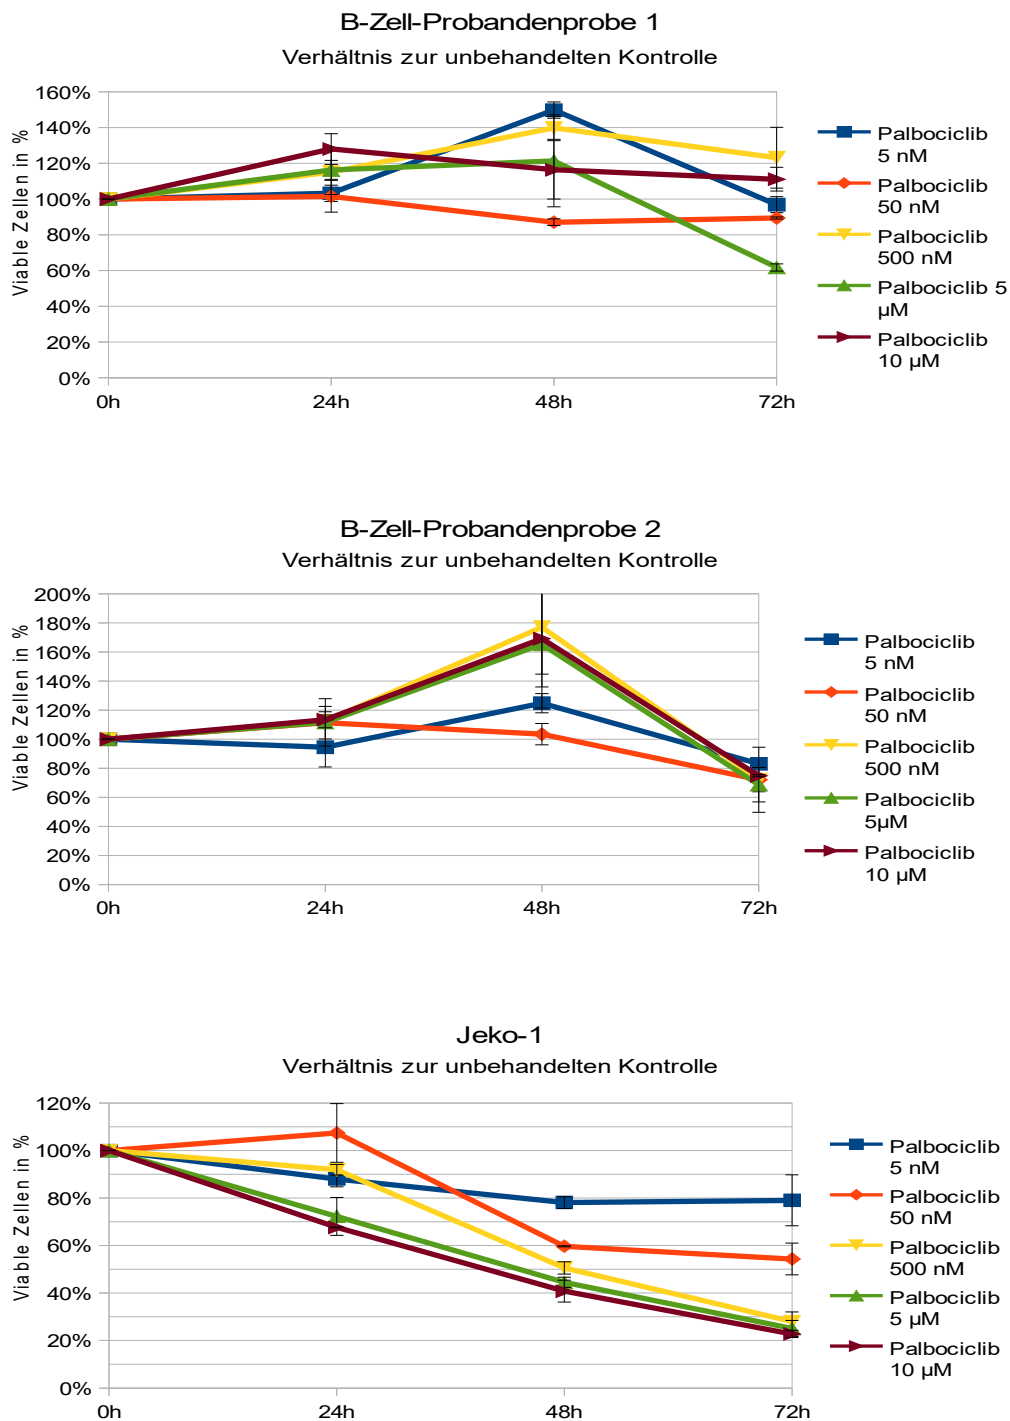 B-Zell-Probandenprobe 1
Verhältnis zur unbehandelten Kontrolle
Viable Zellen in %
160%
140%
120%
100%
80%
60%
40%
20%
0%
0h
24h
48h
72h
Palbociclib
5 nM
Palbociclib
50 nM
Palbociclib
500 nM
Palbociclib 5
µM
Palbociclib
10 µM
B-Zell-Probandenprobe 2
Verhältnis zur unbehandelten Kontrolle
Viable Zellen in %
200%
180%
160%
140%
120%
100%
80%
60%
40%
20%
0%
0h
24h
48h
72h
Palbociclib
5 nM
Palbociclib
50 nM
Palbociclib
500 nM
Palbociclib
5µM
Palbociclib
10 µM
Jeko-1
Verhältnis zur unbehandelten Kontrolle
Viable Zellen in %
120%
100%
80%
60%
40%
20%
0%
0h
24h
48h
72h
Palbociclib
5 nM
Palbociclib
50 nM
Palbociclib
500 nM
Palbociclib
5 µM
Palbociclib
10 µM